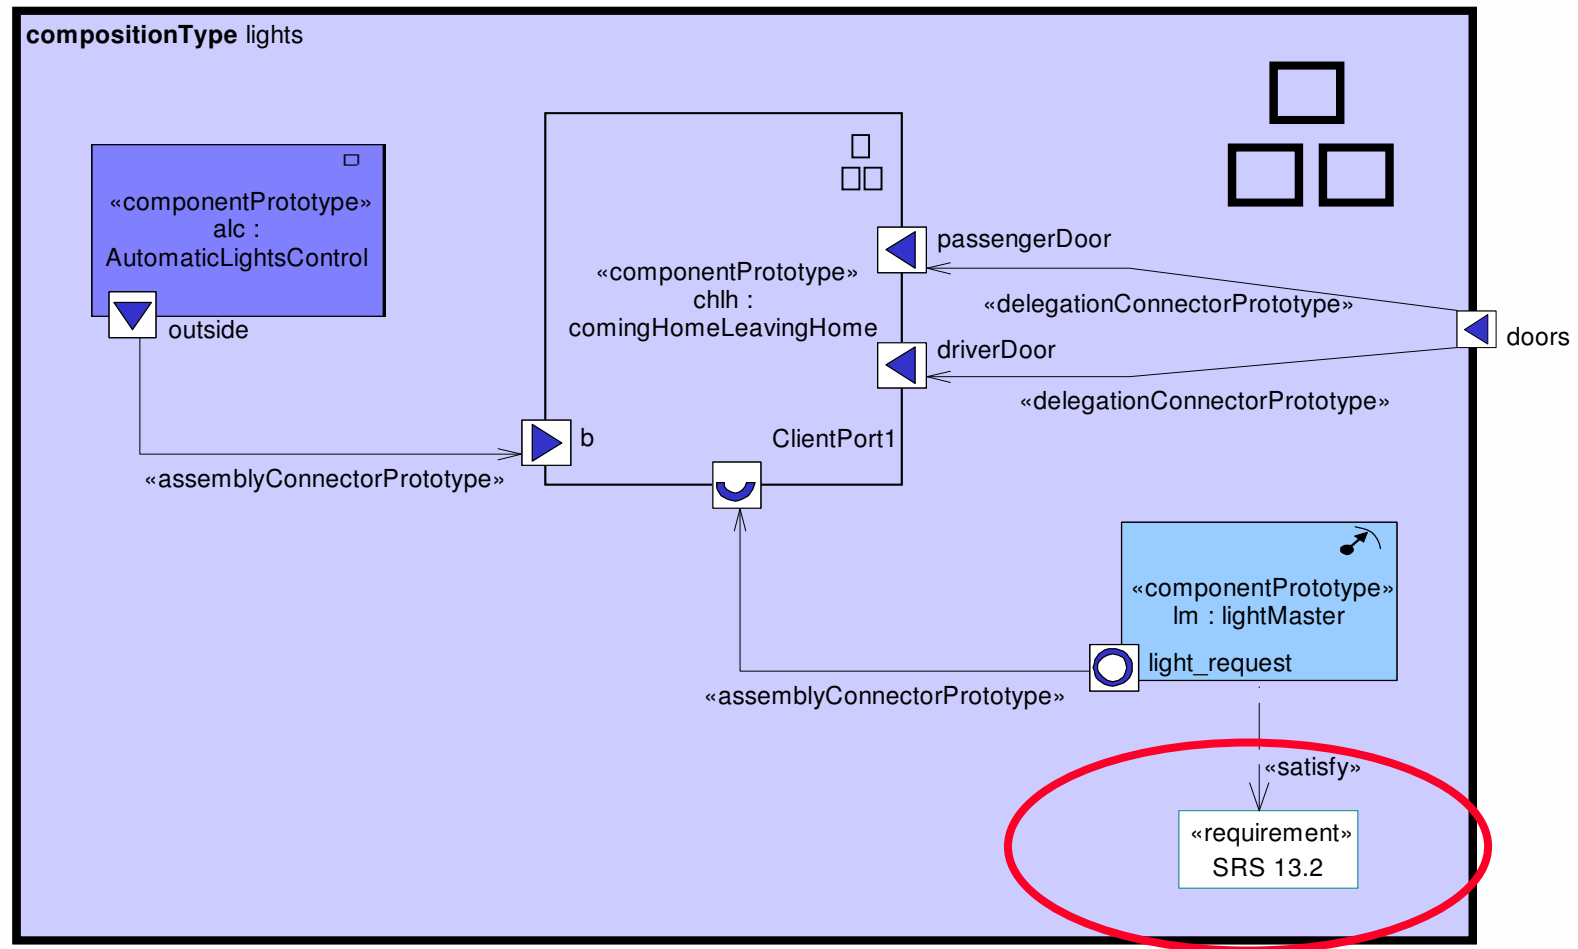 compositionType lights
«componentPrototype»
alc :
AutomaticLightsControl
outside
«assemblyConnectorPrototype»
«componentPrototype»
chlh :
comingHomeLeavingHome
passengerDoor
«delegationConnectorPrototype»
doors
driverDoor
«delegationConnectorPrototype»
b
ClientPort1
«componentPrototype»
lm : lightMaster
light_request
«assemblyConnectorPrototype»
«satisfy»
«requirement»
SRS 13.2